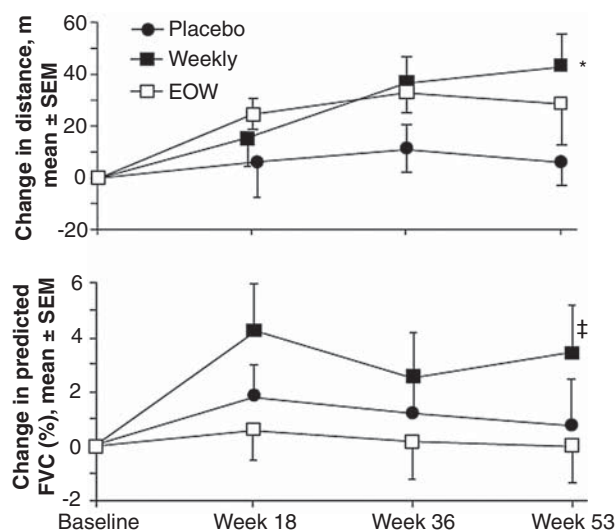 Change in distance, m
mean ± SEM
60
40
20
0
-20
Placebo
Weekly
EOW
*
Change in predicted
FVC (%), mean ± SEM
6
4
2
0
-2
‡
Baseline Week 18 Week 36 Week 53